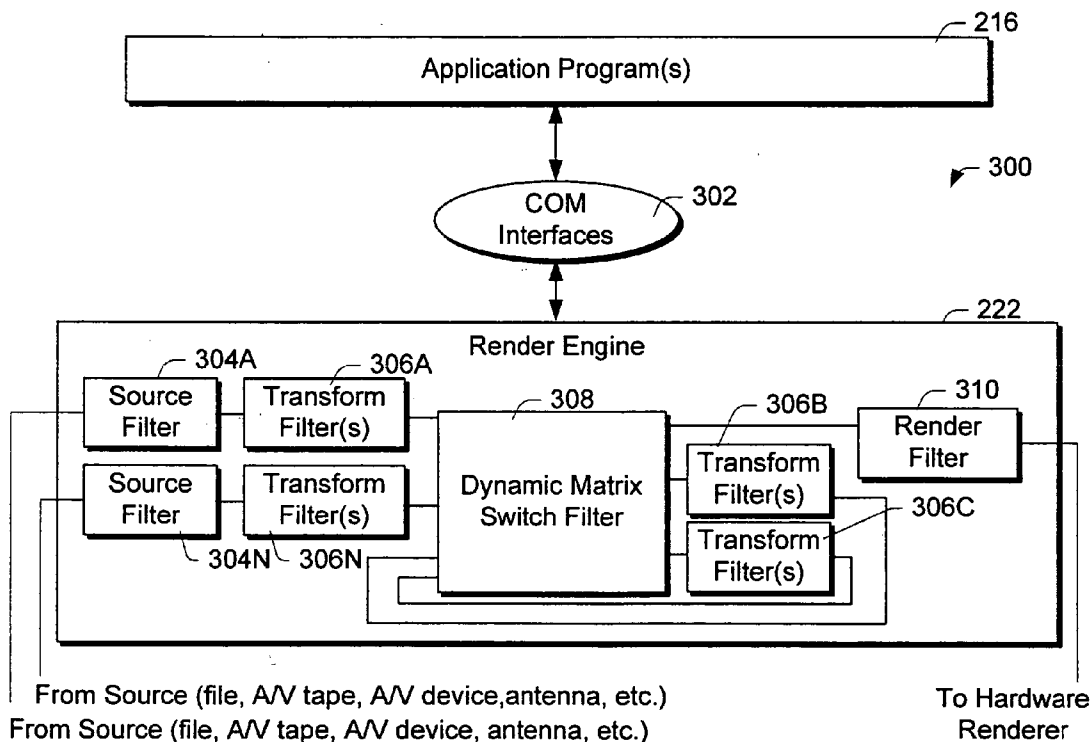 216
Application Program(s)
300
COM
Interfaces
302
222
Render Engine
304A
306A
Source
Filter
Transform
Filter(s)
308
306B
310
Render
Filter
Source
Filter
Transform
Filter(s)
Dynamic Matrix
Switch Filter
Transform
Filter(s)
306C
304N
306N
Transform
Filter(s)
From Source (file, A/V tape, A/V device,antenna, etc.)
From Source (file, A/V tape, A/V device, antenna, etc.)
To Hardware
Renderer